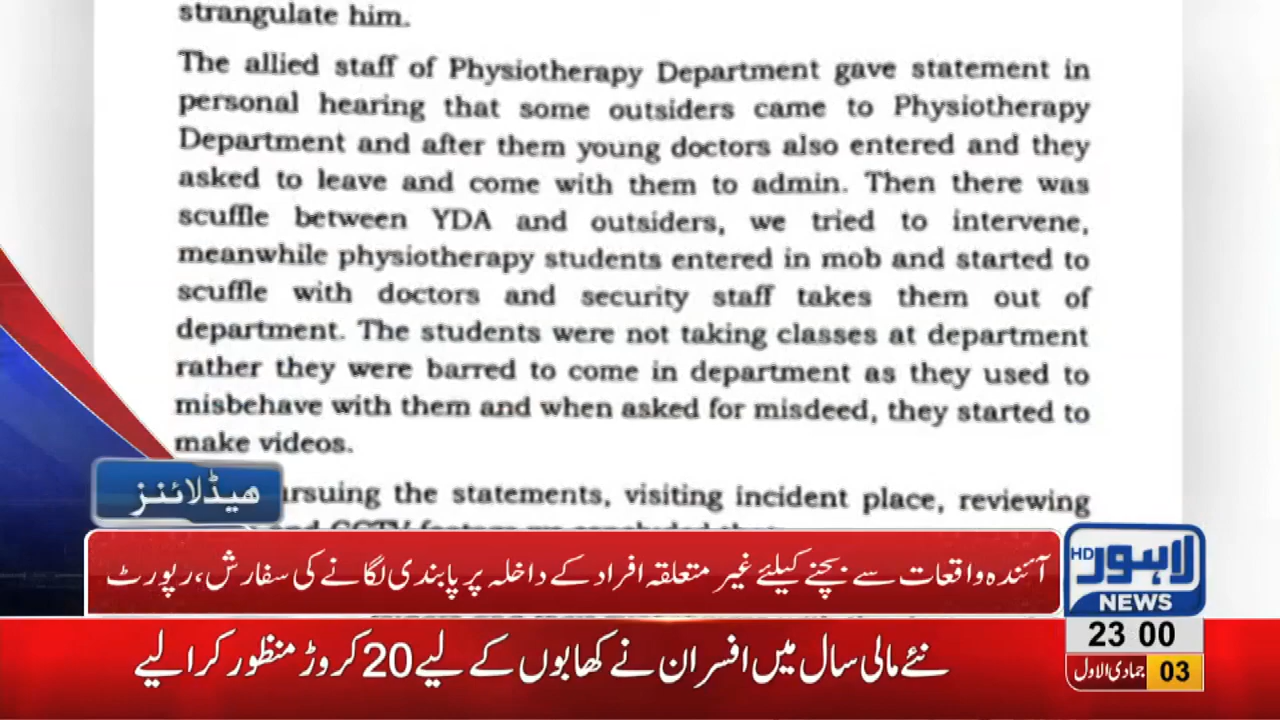 strangulate him.
The allied staff of Physiotherapy Department gave statement in
personal hearing that some outsiders came to Physiotherapy
Department and after them young doctors also entered and they
asked to leave and come with them to admin. Then there was
scuffle between YDA and outsiders, we tried to intervene,
meanwhile physiotherapy students entered in mob and started to
scuffle with doctors and security staff takes them out of
department. The students were not taking classes at department
rather they were barred to come in department as they used to
misbehave with them and when asked for misdeed, they started to
make videos.
ھیڈلائنز
the statements, visiting incident place, reviewing
and CCTV
آئندہ واقعات سے بچنے کیلئے غیر متعلقہ افراد کے داخلہ پر پابندی لگانے کی سفارش، رپورٹ
لاہور HD
NEWS
23 00
نئے مالی سال میں افسران نے کھابوں کے لیے 20 کروڑ منظور کرالیے
03 جمادی الاول